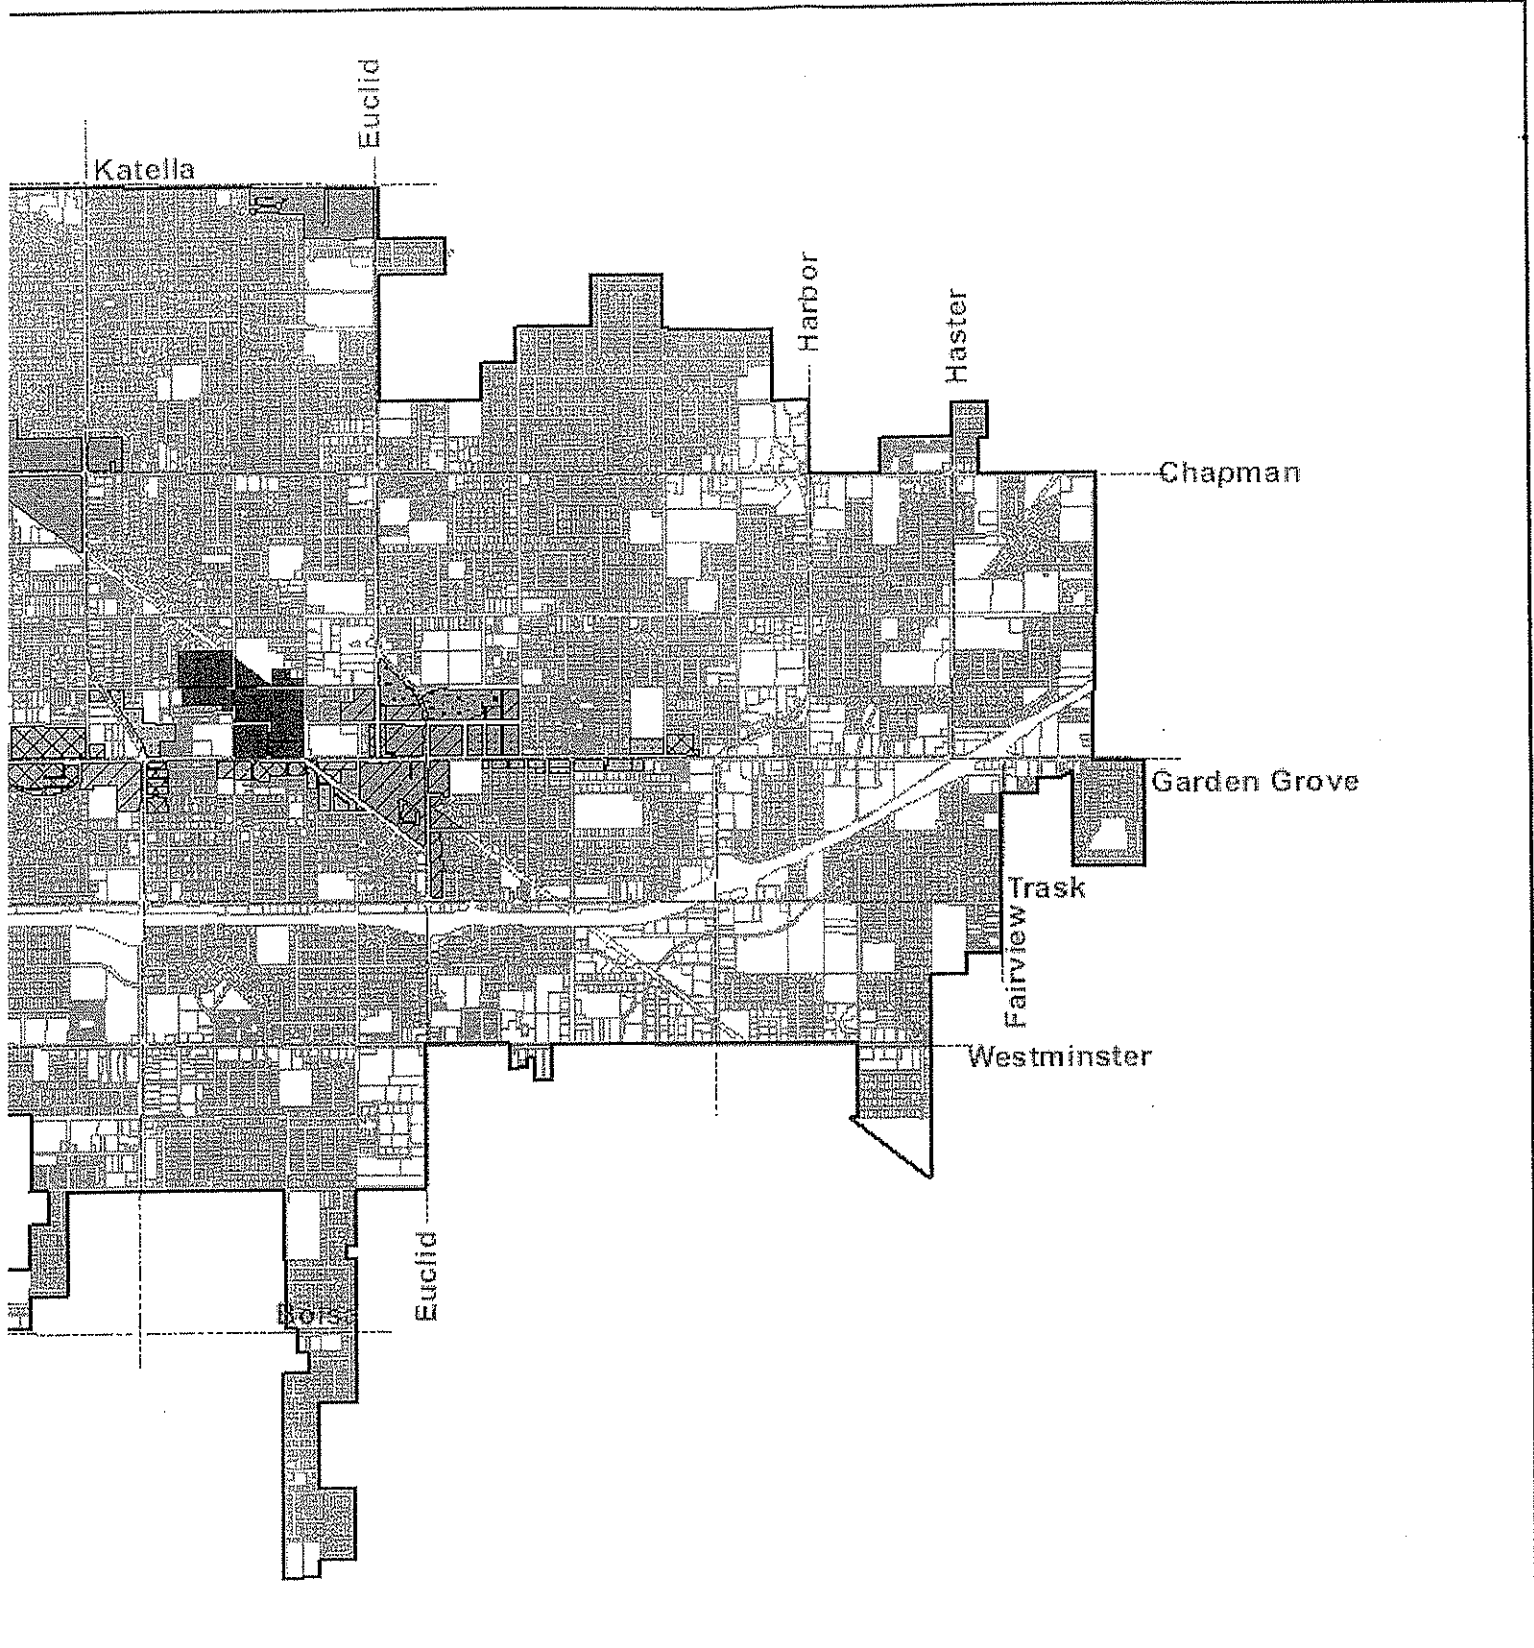 Euclid
Katella
Harbor
Haster
Chapman
Garden Grove
Trask
Fairview
Westminster
Euclid